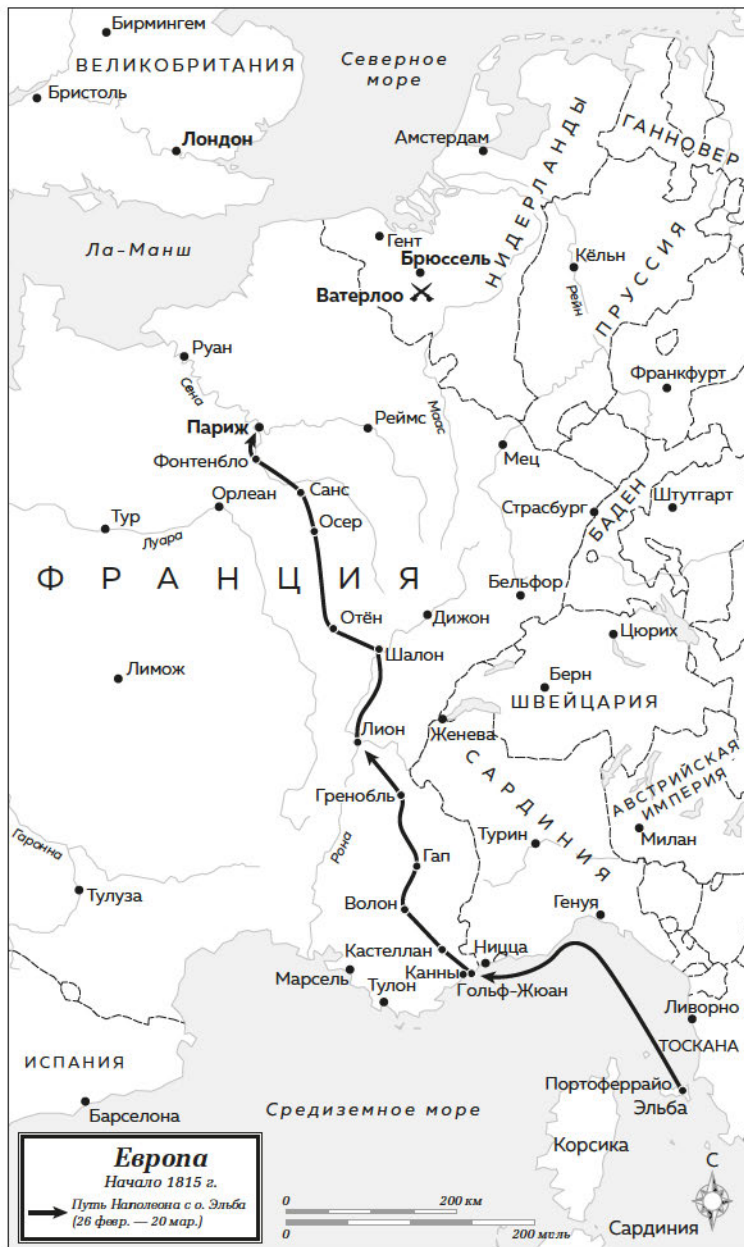 Бирмингем
ВЕЛИКОБРИТАНИЯ
Бристоль
Лондон
Северное
море
Амстердам
НИДЕРЛАНДЫ
ГАННОВЕР
Ла-Манш
Гент
Брюссель
Ватерлоо
Кёльн
Рейн
ПРУССИЯ
Руан
Сена
Париж
Реймс
Маас
Франкфурт
Фонтенбло
Мец
Орлеан
Санс
Страсбург
БАДЕН
Штутгарт
Тур
Луара
Осер
ФРАНЦИЯ
Бельфор
Отён
Дижон
Цюрих
Шалон
Лимож
Берн
ШВЕЙЦАРИЯ
Лион
Женева
САРДИНИЯ
АВСТРИЙСКАЯ
ИМПЕРИЯ
Гренобль
Гаронна
Рона
Турин
Милан
Гап
Тулуза
Волон
Генуя
Кастеллан
Ницца
Марсель
Канны
Гольф-Жюан
Тулон
Ливорно
ТОСКАНА
ИСПАНИЯ
Портоферрайо
Эльба
Барселона
Средиземное море
Корсика
Европа
Начало 1815 г.
Путь Наполеона с о. Эльба
(26 февр. — 20 мар.)
0 200 км
0 200 миль
С
Сардиния